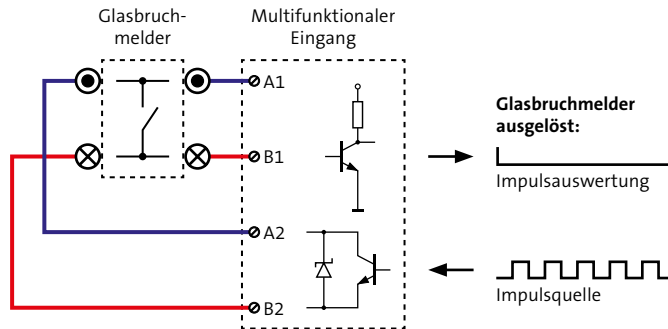 Glasbruch-
melder
Multifunktionaler
Eingang
A1
B1
A2
B2
Glasbruchmelder
ausgelöst:
Impulsauswertung
Impulsquelle